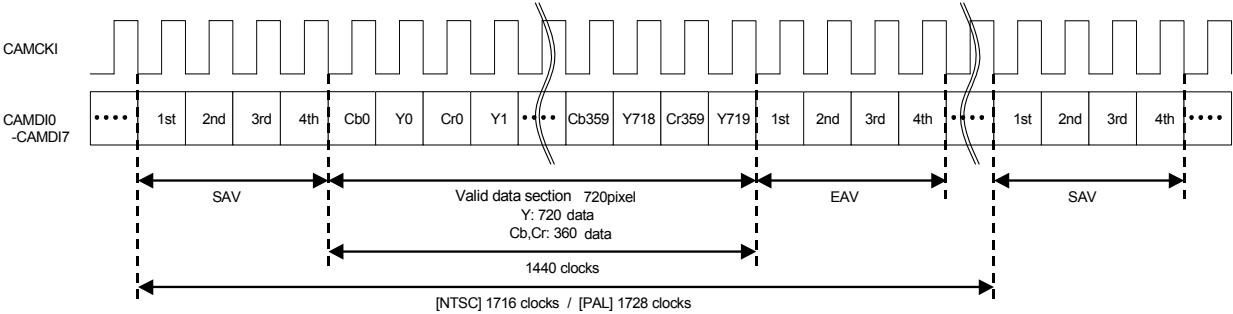 CAMCKI
CAMDI0
-CAMDI7
•••• 1st 2nd 3rd 4th Cb0 Y0 Cr0 Y1 •••• Cb359 Y718 Cr359 Y719 1st 2nd 3rd 4th •••• 1st 2nd 3rd 4th ••••
SAV Valid data section 720pixel EAV SAV
Y: 720 data
Cb,Cr: 360 data
1440 clocks
[NTSC] 1716 clocks / [PAL] 1728 clocks